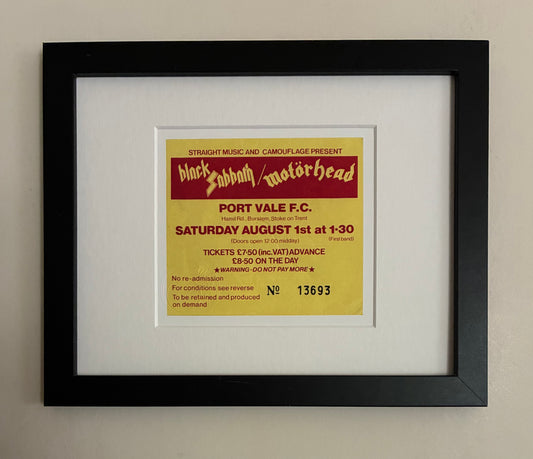 STRAIGHT MUSIC AND CAMOUFLAGE PRESENT
black Sabbath / motörhead
PORT VALE F.C.
Hamil Rd., Burslem, Stoke on Trent
SATURDAY AUGUST 1st at 1·30
(Doors open 12:00 midday) (First band)
TICKETS £7·50 (inc.VAT) ADVANCE
£8·50 ON THE DAY
★WARNING·DO NOT PAY MORE★
No re-admission
For conditions see reverse Nº 13693
To be retained and produced
on demand